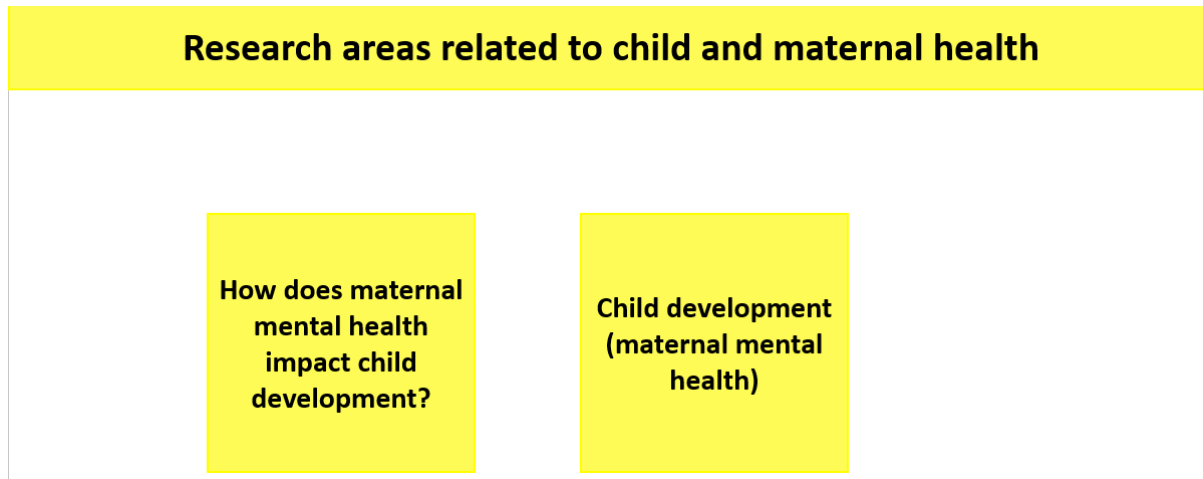 Research areas related to child and maternal health
How does maternal
mental health
impact child
development?
Child development
(maternal mental
health)